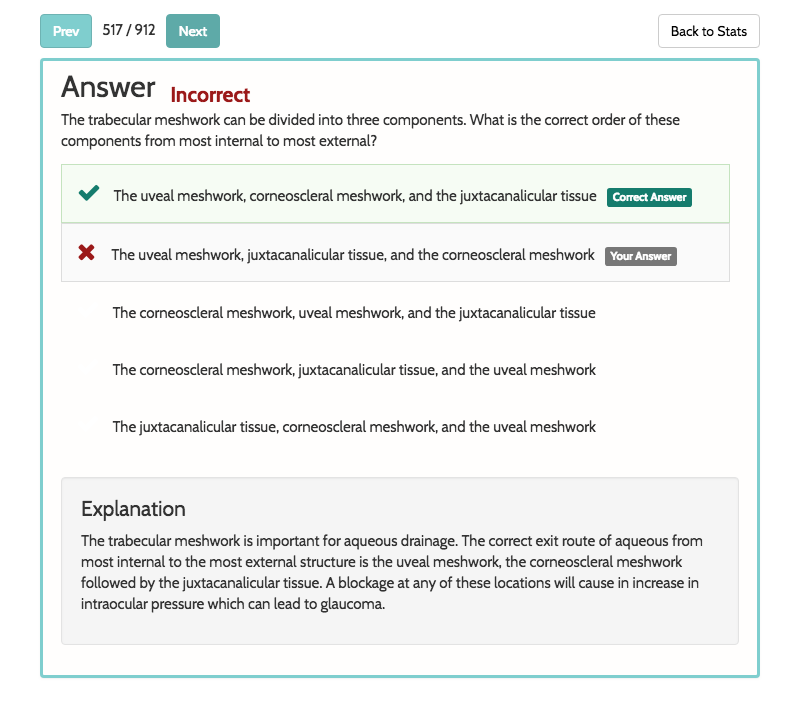 Prev 517 / 912 Next Back to Stats
Answer Incorrect
The trabecular meshwork can be divided into three components. What is the correct order of these
components from most internal to most external?
The uveal meshwork, corneoscleral meshwork, and the juxtacanalicular tissue Correct Answer
The uveal meshwork, juxtacanalicular tissue, and the corneoscleral meshwork Your Answer
The corneoscleral meshwork, uveal meshwork, and the juxtacanalicular tissue
The corneoscleral meshwork, juxtacanalicular tissue, and the uveal meshwork
The juxtacanalicular tissue, corneoscleral meshwork, and the uveal meshwork
Explanation
The trabecular meshwork is important for aqueous drainage. The correct exit route of aqueous from
most internal to the most external structure is the uveal meshwork, the corneoscleral meshwork
followed by the juxtacanalicular tissue. A blockage at any of these locations will cause in increase in
intraocular pressure which can lead to glaucoma.